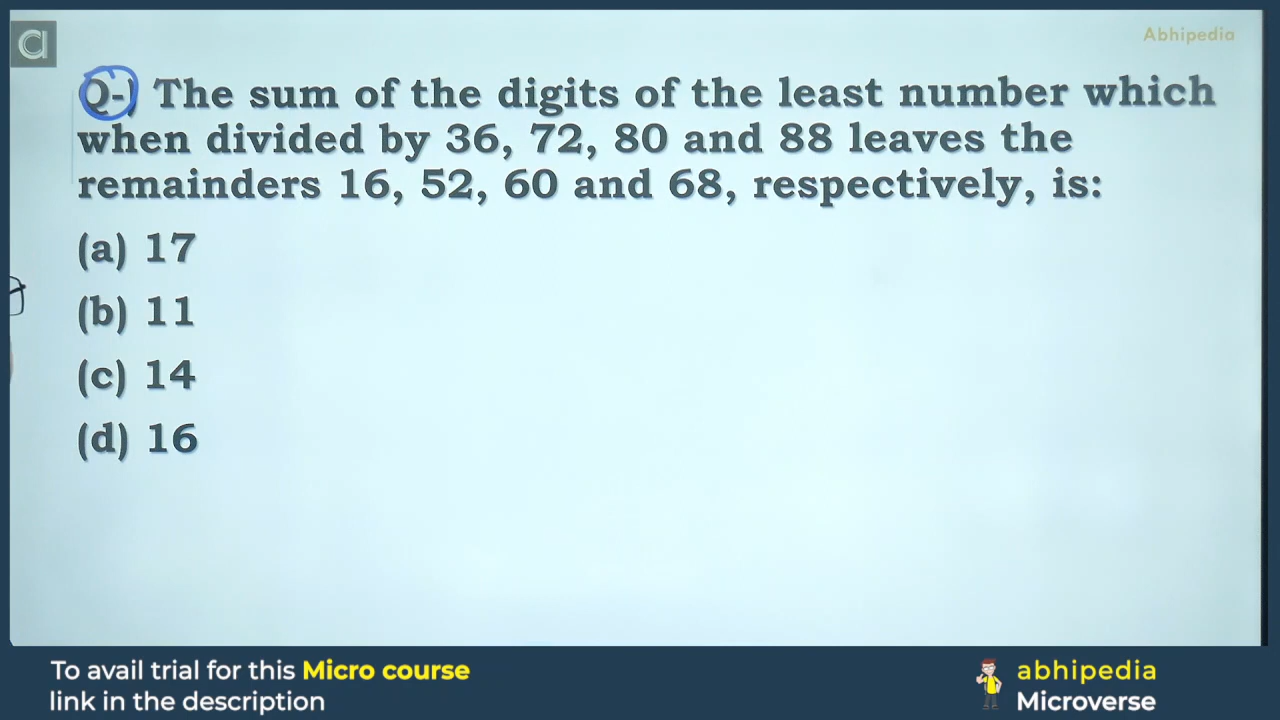 Abhipedia
Q-) The sum of the digits of the least number which
when divided by 36, 72, 80 and 88 leaves the
remainders 16, 52, 60 and 68, respectively, is:
(a) 17
(b) 11
(c) 14
(d) 16
To avail trial for this Micro course
link in the description
abhipedia
Microverse